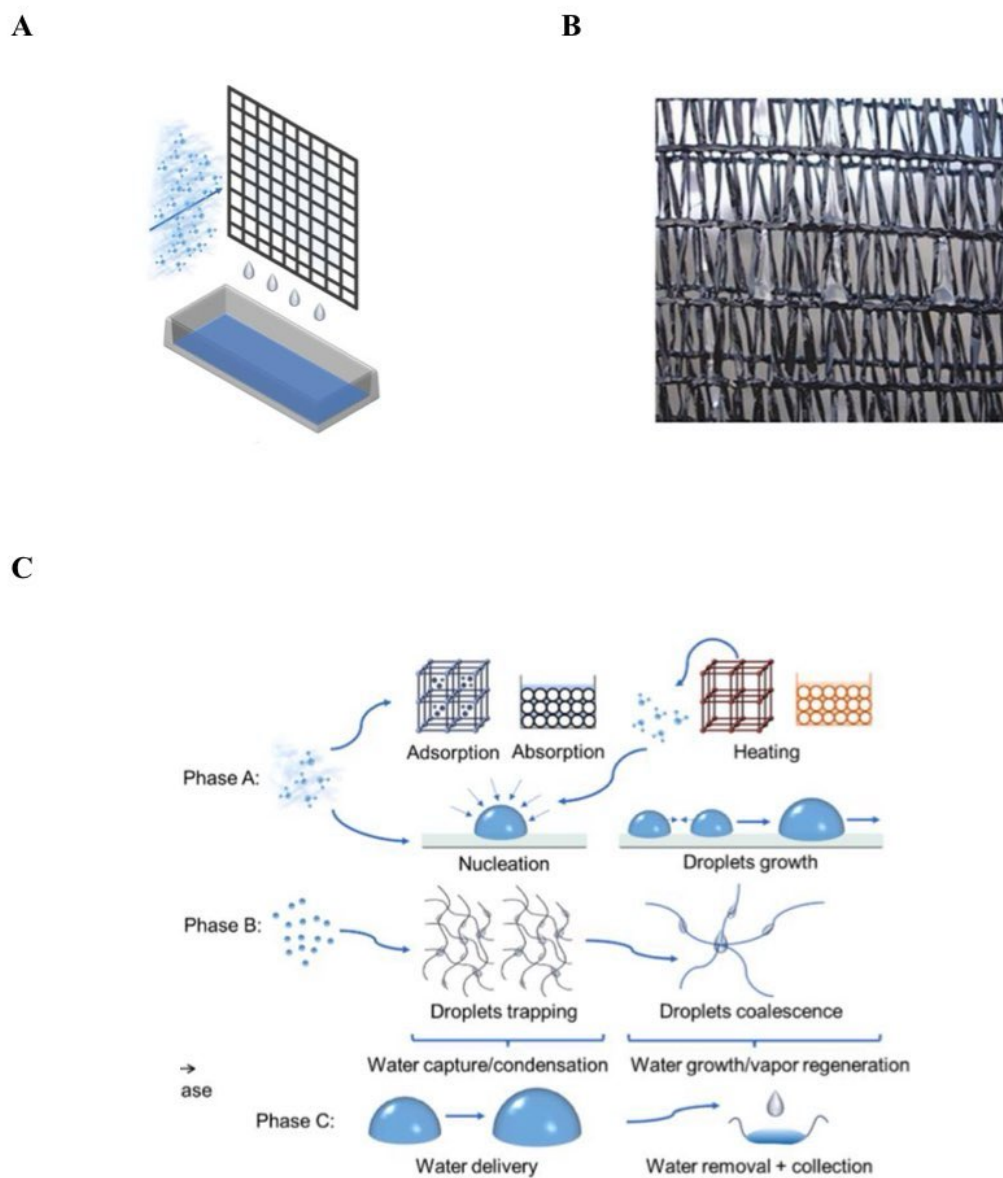 A
B
C
Adsorption
Absorption
Heating
Phase A:
Nucleation
Droplets growth
Phase B:
Droplets trapping
Droplets coalescence
Water capture/condensation
Water growth/vapor regeneration
→
ase
Phase C:
Water delivery
Water removal + collection